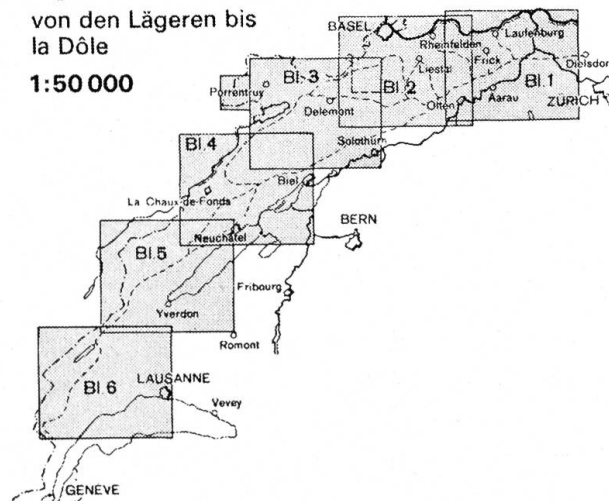 von den Lägeren bis
la Dôle
1:50 000
BASEL
Rheinfelden
Laufenburg
Frick
Liestal
Dielsdorf
Bl. 1
Bl. 2
Bl. 3
Porrentruy
Delemont
Olten
Aarau
ZÜRICH
Solothurn
Bl. 4
Biel
La Chaux-de-Fonds
BERN
Neuchâtel
Bl. 5
Fribourg
Yverdon
Romont
Bl. 6
LAUSANNE
Vevey
GENÈVE